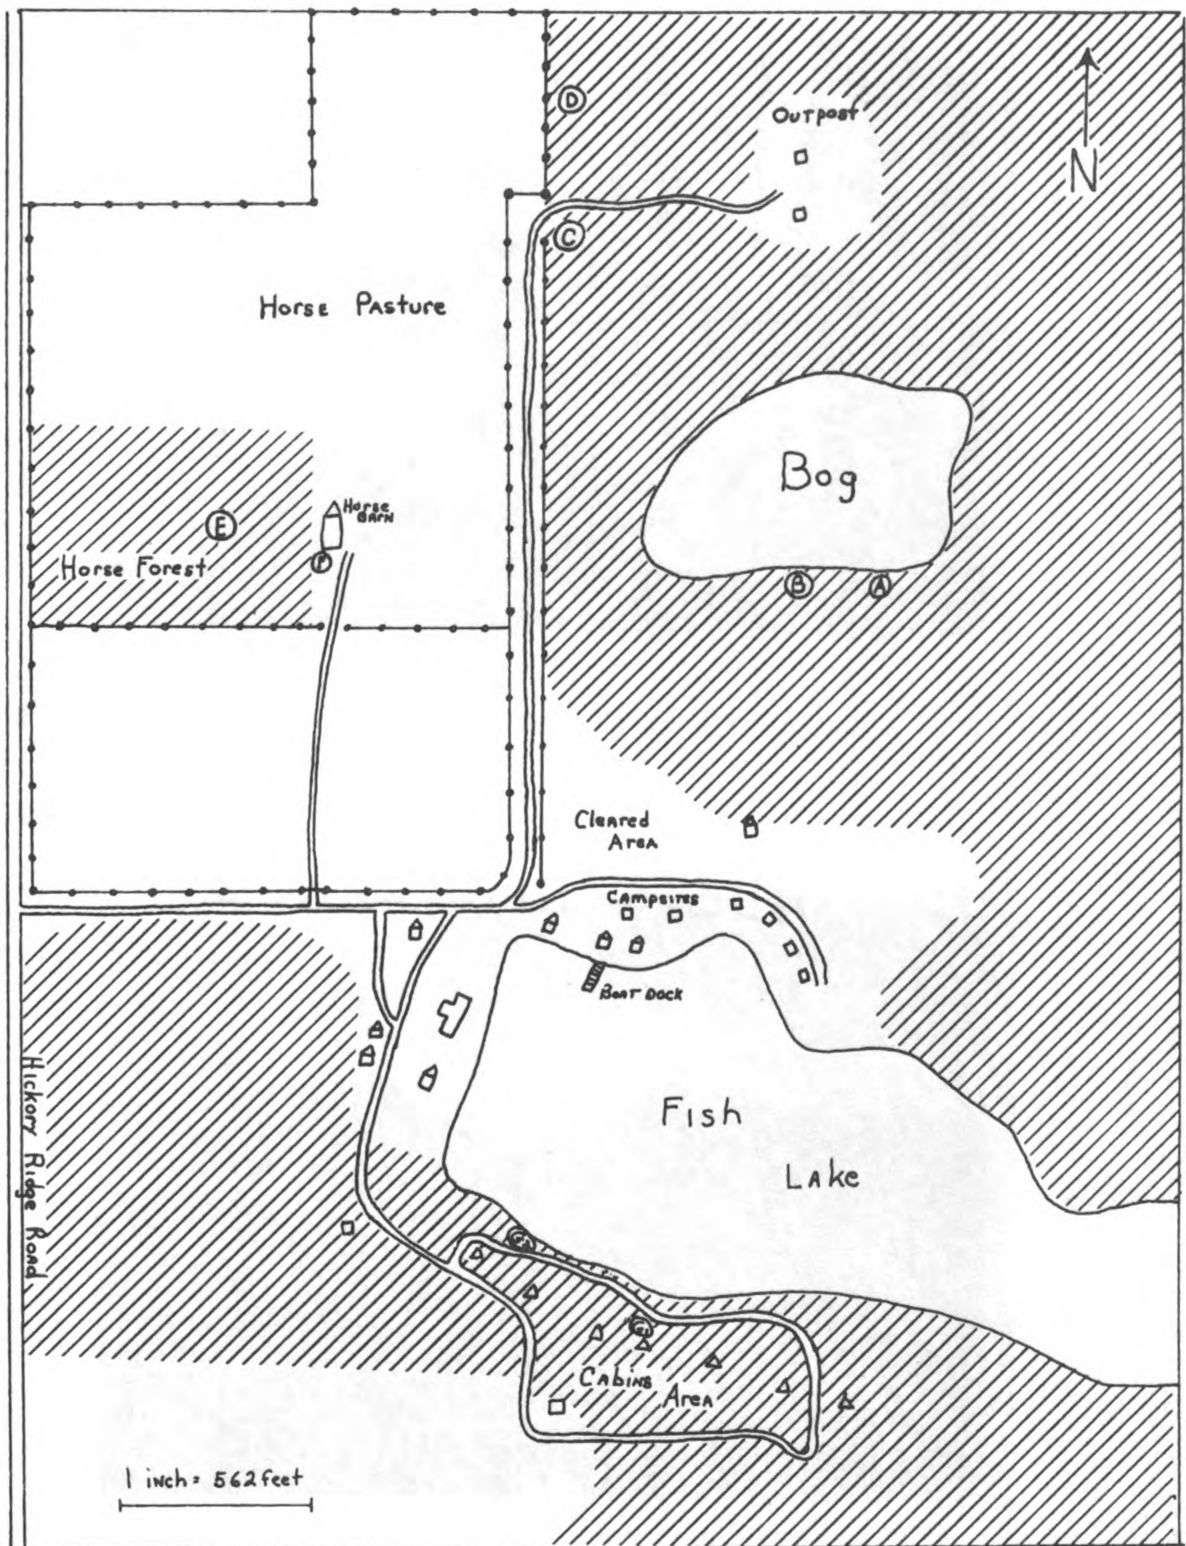 D
Outpost
N
C
Horse Pasture
Bog
E
Horse
Barn
F
Horse Forest
B
A
Cleared
Area
Campsites
Boat Dock
Fish
Lake
Hickory Ridge Road
Cabins
Area
1 inch = 562 feet